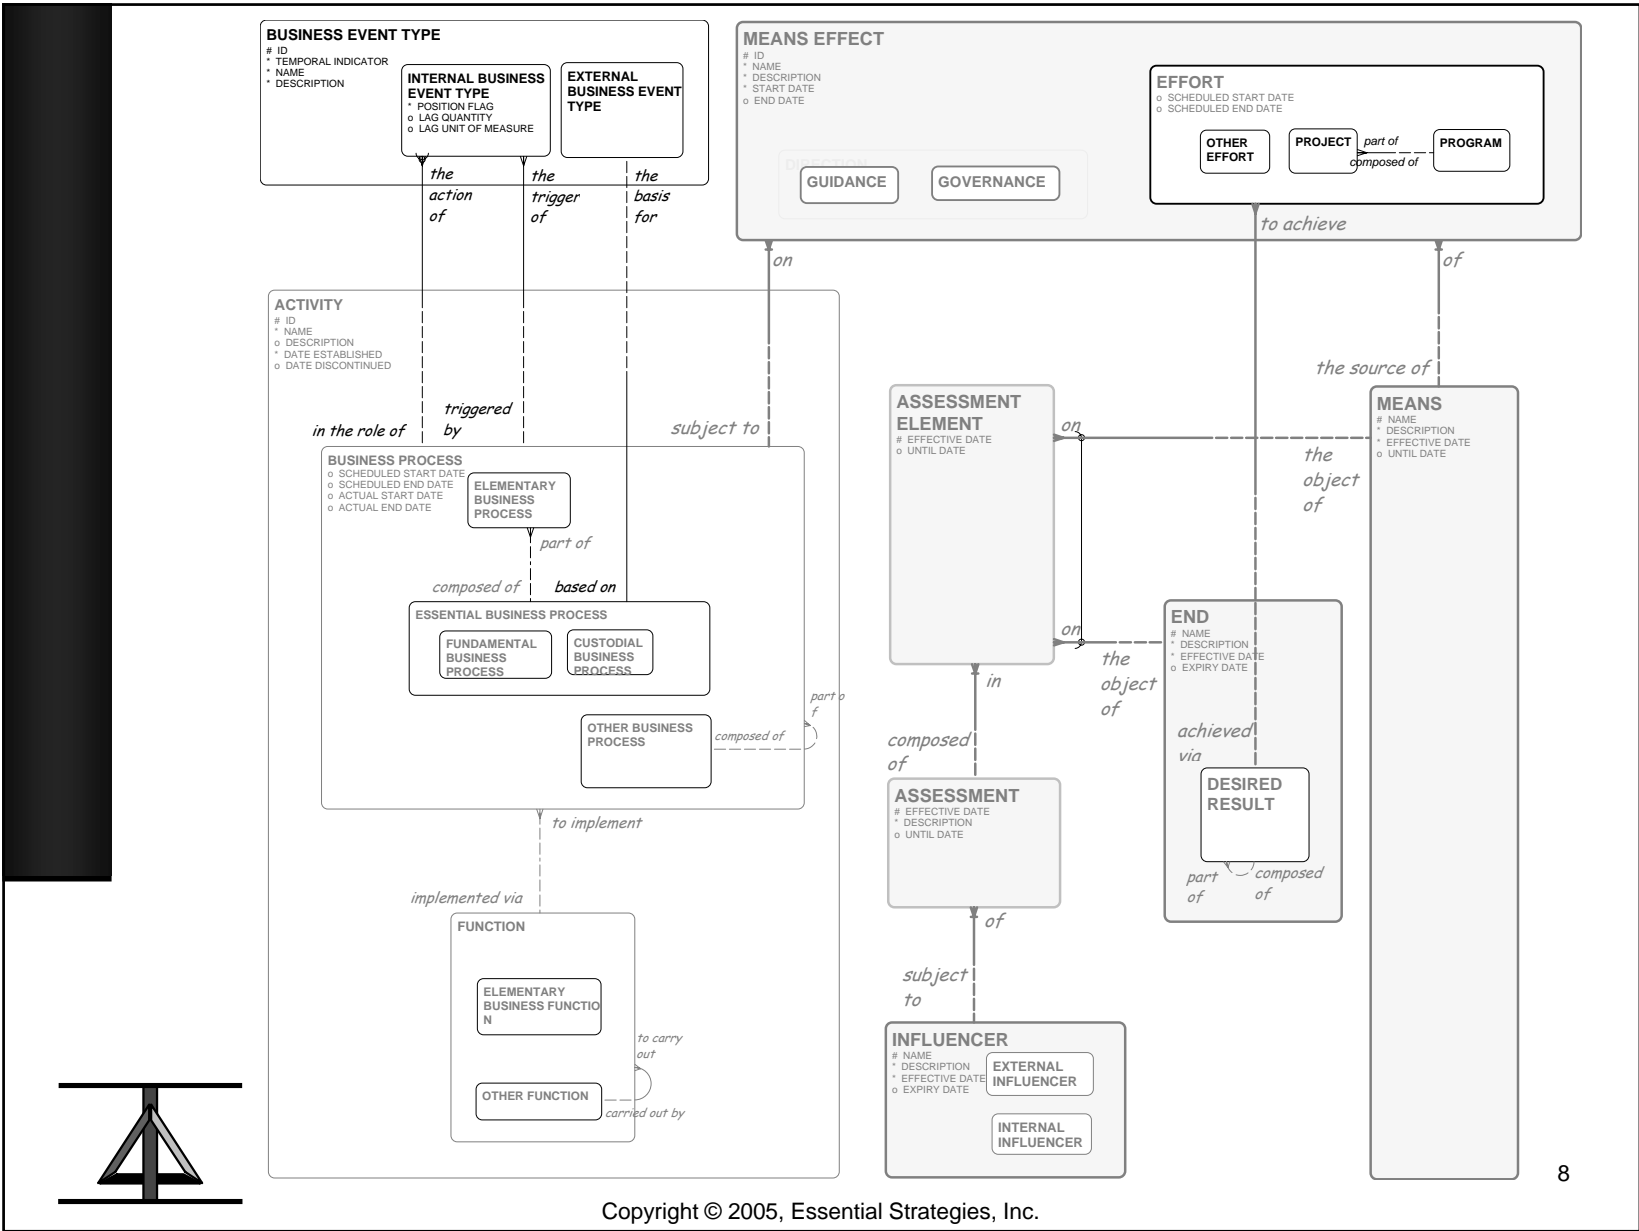 BUSINESS EVENT TYPE
# ID
* TEMPORAL INDICATOR
* NAME
* DESCRIPTION
INTERNAL BUSINESS
EVENT TYPE
* POSITION FLAG
o LAG QUANTITY
o LAG UNIT OF MEASURE
EXTERNAL
BUSINESS EVENT
TYPE
the
action
of
the
trigger
of
the
basis
for
MEANS EFFECT
# ID
* NAME
* DESCRIPTION
* START DATE
o END DATE
DIRECTION
GUIDANCE
GOVERNANCE
EFFORT
o SCHEDULED START DATE
o SCHEDULED END DATE
OTHER
EFFORT
PROJECT
part of
composed of
PROGRAM
to achieve
on
of
ACTIVITY
# ID
* NAME
o DESCRIPTION
* DATE ESTABLISHED
o DATE DISCONTINUED
in the role of
triggered
by
subject to
the source of
BUSINESS PROCESS
o SCHEDULED START DATE
o SCHEDULED END DATE
o ACTUAL START DATE
o ACTUAL END DATE
ELEMENTARY
BUSINESS
PROCESS
part of
composed of
based on
ESSENTIAL BUSINESS PROCESS
FUNDAMENTAL
BUSINESS
PROCESS
CUSTODIAL
BUSINESS
PROCESS
OTHER BUSINESS
PROCESS
composed of
part o
f
to implement
implemented via
FUNCTION
ELEMENTARY
BUSINESS FUNCTIO
N
OTHER FUNCTION
to carry
out
carried out by
ASSESSMENT
ELEMENT
# EFFECTIVE DATE
o UNTIL DATE
on
the
object
of
on
the
object
of
in
composed
of
ASSESSMENT
# EFFECTIVE DATE
* DESCRIPTION
o UNTIL DATE
of
subject
to
INFLUENCER
# NAME
* DESCRIPTION
* EFFECTIVE DATE
o EXPIRY DATE
EXTERNAL
INFLUENCER
INTERNAL
INFLUENCER
MEANS
# NAME
* DESCRIPTION
* EFFECTIVE DATE
o UNTIL DATE
END
# NAME
* DESCRIPTION
* EFFECTIVE DATE
o EXPIRY DATE
achieved
via
DESIRED
RESULT
part
of
composed
of
8
Copyright © 2005, Essential Strategies, Inc.